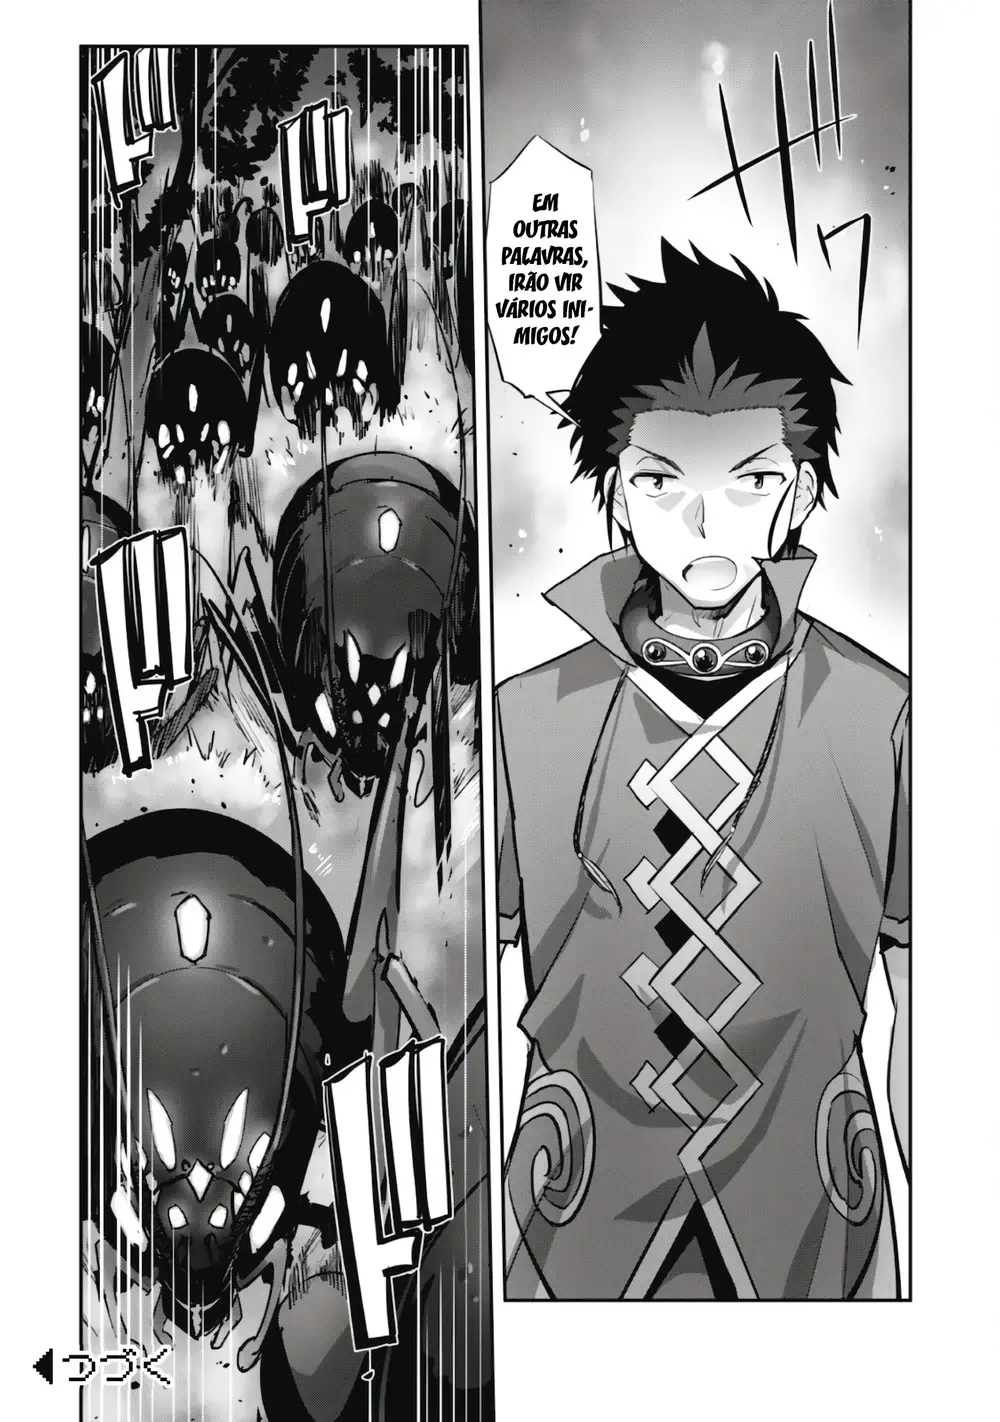 ザッ
EM
OUTRAS
PALAVRAS,
IRÃO VIR
VÁRIOS INI-
MIGOS!
ド
ド
ド
ド
つづく